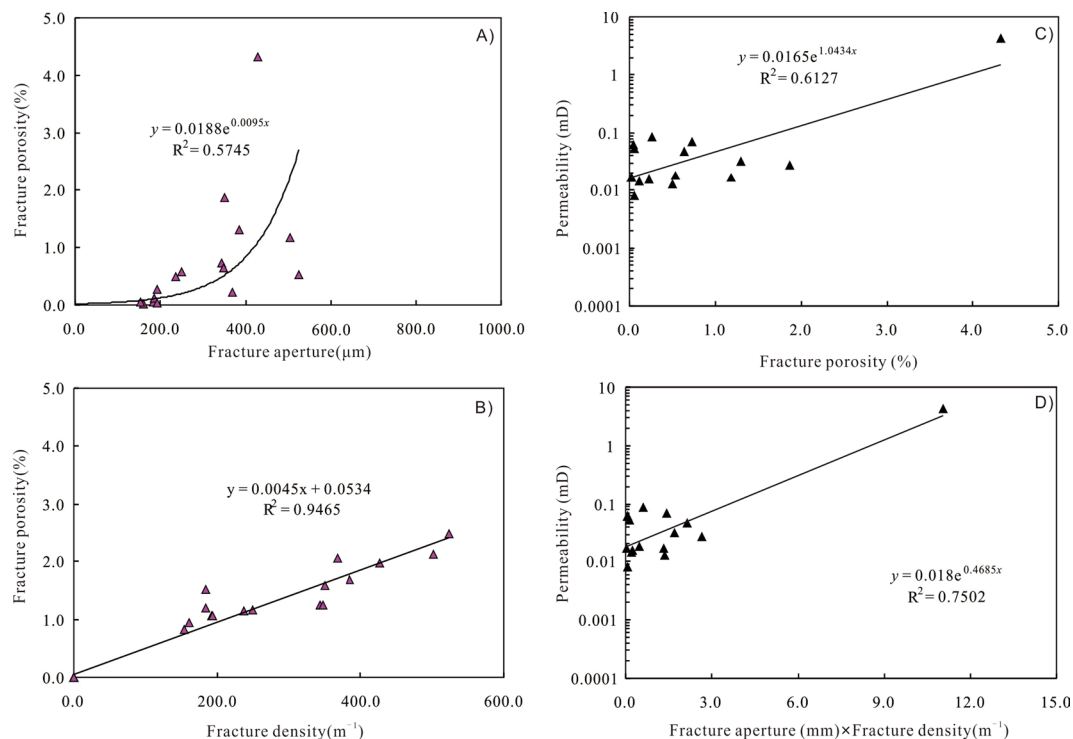 A)
5.0
4.0
3.0
2.0
1.0
0.0
Fracture porosity(%)
y = 0.0188e^0.0095x
R² = 0.5745
0.0 200.0 400.0 600.0 800.0 1000.0
Fracture aperture(μm)
C)
10
1
0.1
0.01
0.001
0.0001
Permeability (mD)
y = 0.0165e^1.0434x
R² = 0.6127
0.0 1.0 2.0 3.0 4.0 5.0
Fracture porosity (%)
B)
5.0
4.0
3.0
2.0
1.0
0.0
Fracture porosity(%)
y = 0.0045x + 0.0534
R² = 0.9465
0.0 200.0 400.0 600.0
Fracture density(m⁻¹)
D)
10
1
0.1
0.01
0.001
0.0001
Permeability (mD)
y = 0.018e^0.4685x
R² = 0.7502
0.0 3.0 6.0 9.0 12.0 15.0
Fracture aperture (mm)×Fracture density(m⁻¹)